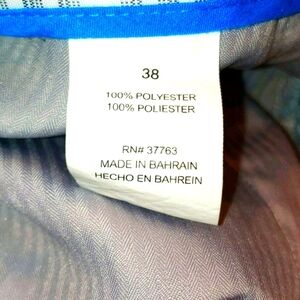 38
100% POLYESTER
100% POLIESTER
RN# 37763
MADE IN BAHRAIN
HECHO EN BAHREIN